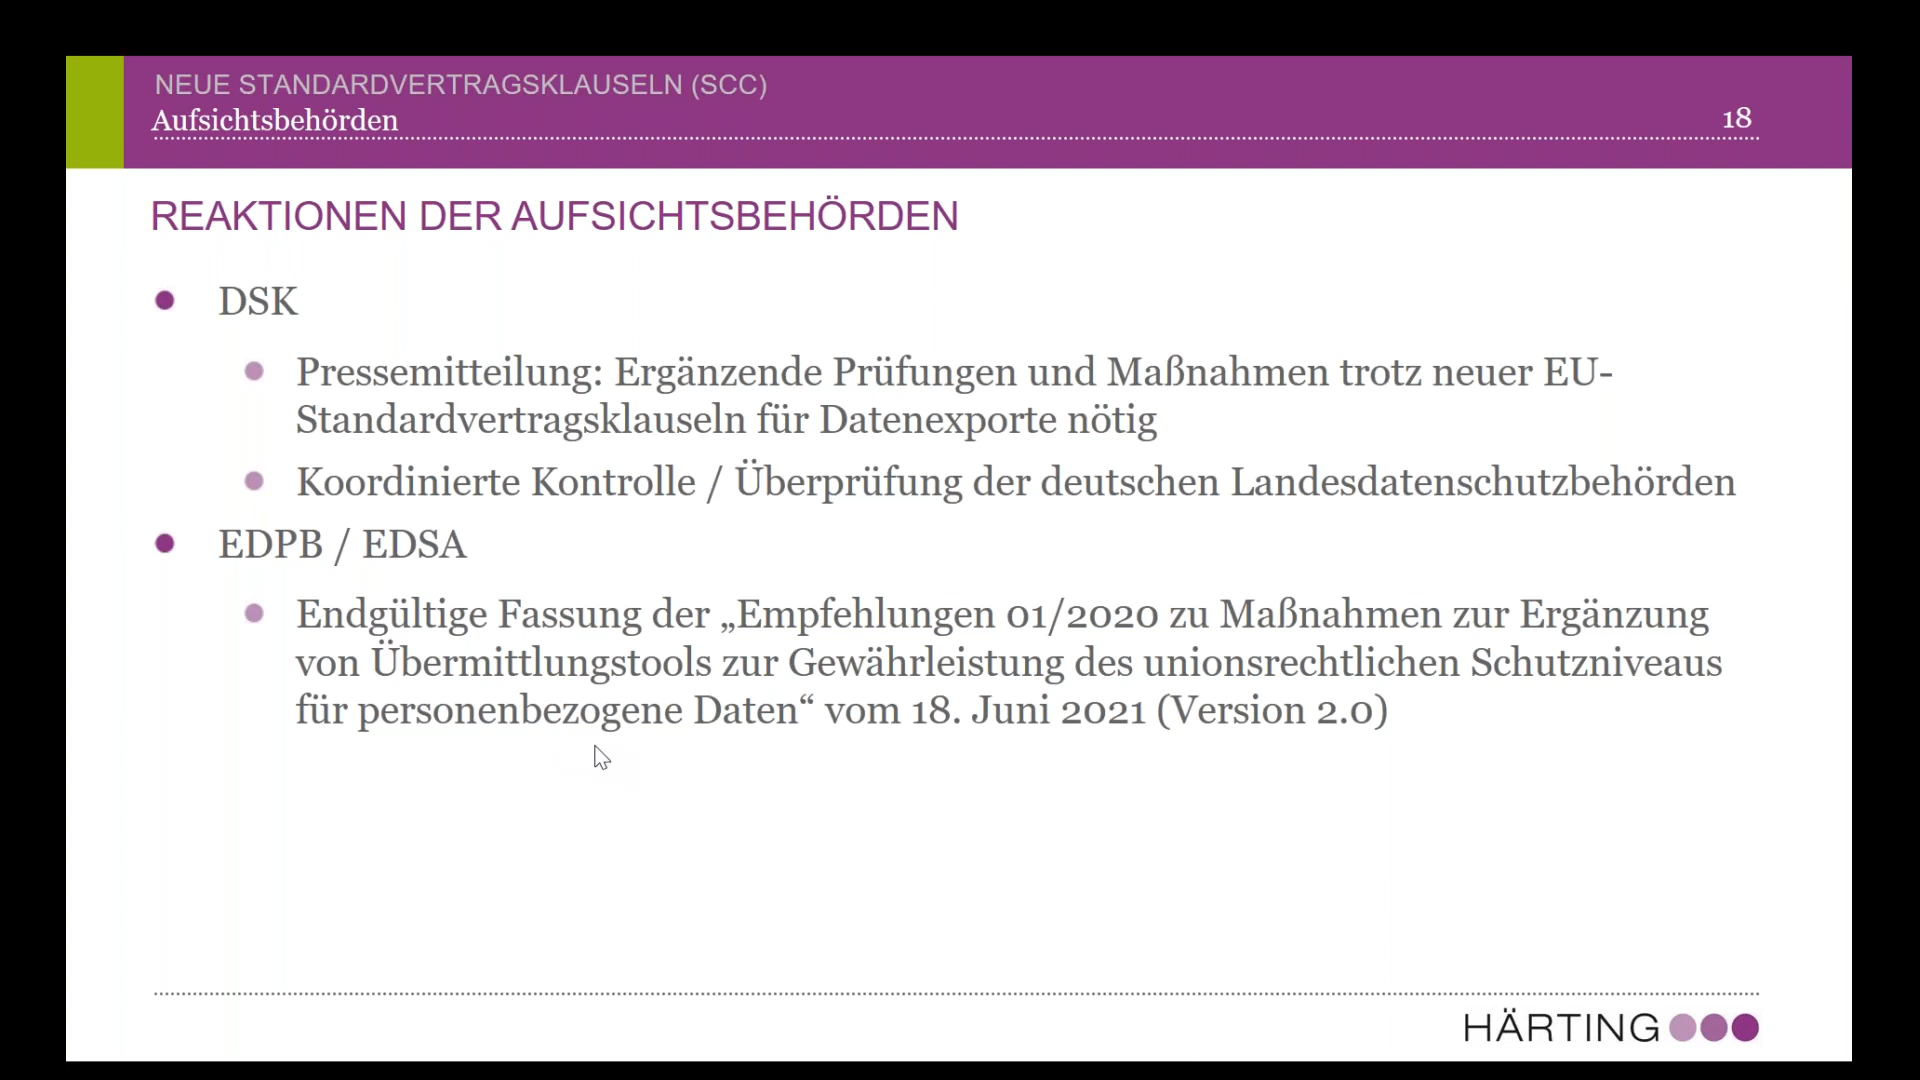 NEUE STANDARDVERTRAGSKLAUSELN (SCC)
Aufsichtsbehörden
18
REAKTIONEN DER AUFSICHTSBEHÖRDEN
DSK
Pressemitteilung: Ergänzende Prüfungen und Maßnahmen trotz neuer EU-
Standardvertragsklauseln für Datenexporte nötig
Koordinierte Kontrolle / Überprüfung der deutschen Landesdatenschutzbehörden
EDPB / EDSA
Endgültige Fassung der „Empfehlungen 01/2020 zu Maßnahmen zur Ergänzung
von Übermittlungstools zur Gewährleistung des unionsrechtlichen Schutzniveaus
für personenbezogene Daten“ vom 18. Juni 2021 (Version 2.0)
HÄRTING